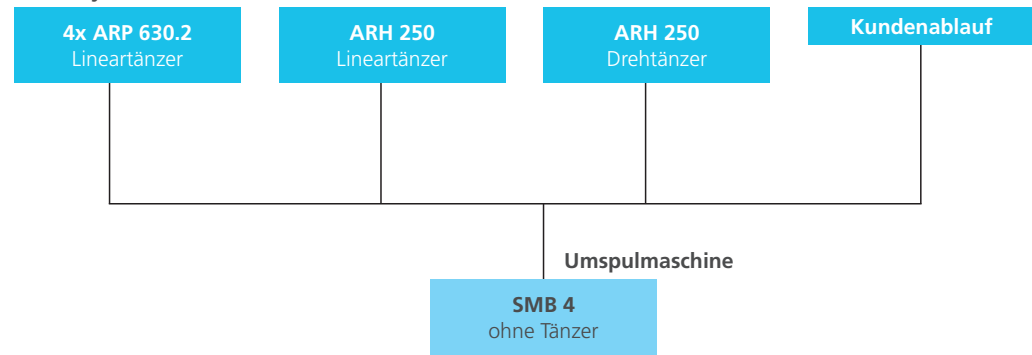 4x ARP 630.2
Lineartänzer
ARH 250
Lineartänzer
ARH 250
Drehtänzer
Kundenablauf
Umspulmaschine
SMB 4
ohne Tänzer